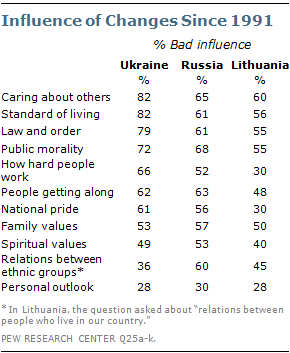 Influence of Changes Since 1991
% Bad influence
Ukraine Russia Lithuania
% % %
Caring about others 82 65 60
Standard of living 82 61 56
Law and order 79 61 55
Public morality 72 68 55
How hard people
work 66 52 30
People getting along 62 63 48
National pride 61 56 30
Family values 53 57 50
Spiritual values 49 53 40
Relations between
ethnic groups* 36 60 45
Personal outlook 28 30 28
* In Lithuania, the question asked about “relations between
people who live in our country.”
PEW RESEARCH CENTER Q25a-k.